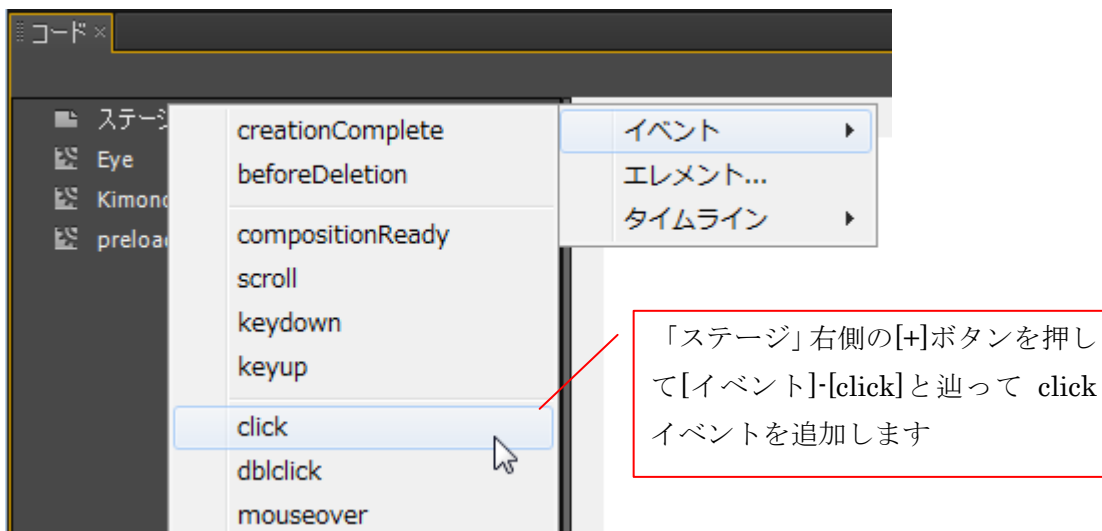 コード ×
ステージ
Eye
Kimono
preload
creationComplete
beforeDeletion
compositionReady
scroll
keydown
keyup
click
dblclick
mouseover
イベント
エレメント...
タイムライン
「ステージ」右側の[+]ボタンを押し
て[イベント]-[click]と辿って click
イベントを追加します